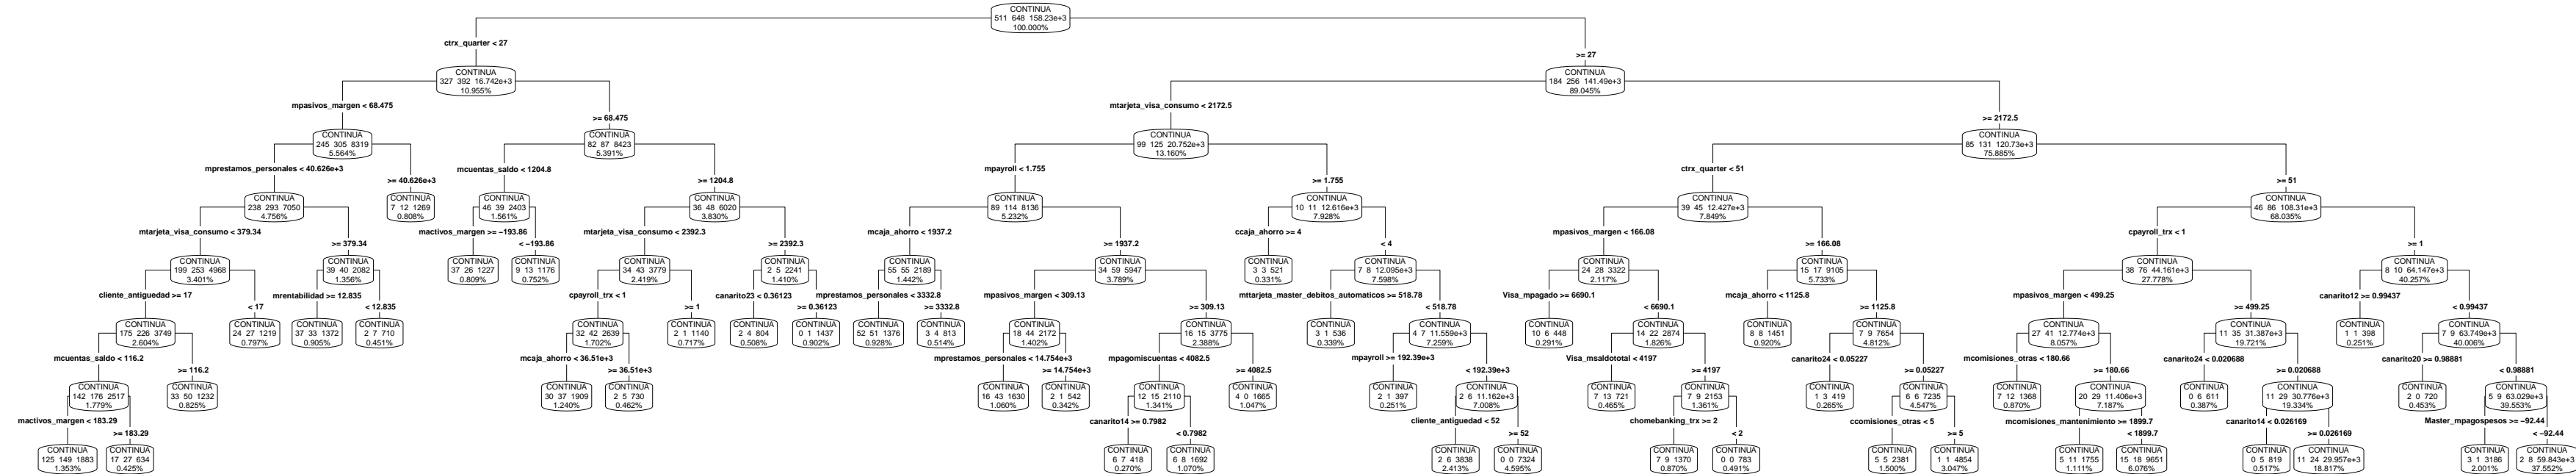 CONTINUA
511 648 158.23e+3
100.000%
ctrx_quarter < 27
>= 27
CONTINUA
327 392 16.742e+3
10.955%
CONTINUA
184 256 141.49e+3
89.045%
mpasivos_margen < 68.475
>= 68.475
mtarjeta_visa_consumo < 2172.5
>= 2172.5
CONTINUA
245 305 8319
5.564%
CONTINUA
82 87 8423
5.391%
CONTINUA
99 125 20.752e+3
13.160%
CONTINUA
85 131 120.73e+3
75.885%
mprestamos_personales < 40.626e+3
>= 40.626e+3
mcuentas_saldo < 1204.8
>= 1204.8
mpayroll < 1.755
>= 1.755
ctrx_quarter < 51
>= 51
CONTINUA
238 293 7050
4.756%
CONTINUA
7 12 1269
0.808%
CONTINUA
46 39 2403
1.561%
CONTINUA
36 48 6020
3.830%
CONTINUA
89 114 8136
5.232%
CONTINUA
10 11 12.616e+3
7.928%
CONTINUA
39 45 12.427e+3
7.849%
CONTINUA
46 86 108.31e+3
68.035%
mtarjeta_visa_consumo < 379.34
>= 379.34
mactivos_margen >= −193.86
< −193.86
mtarjeta_visa_consumo < 2392.3
>= 2392.3
mcaja_ahorro < 1937.2
>= 1937.2
ccaja_ahorro >= 4
< 4
mpasivos_margen < 166.08
>= 166.08
cpayroll_trx < 1
>= 1
CONTINUA
199 253 4968
3.401%
CONTINUA
39 40 2082
1.356%
CONTINUA
37 26 1227
0.809%
CONTINUA
9 13 1176
0.752%
CONTINUA
34 43 3779
2.419%
CONTINUA
2 5 2241
1.410%
CONTINUA
55 55 2189
1.442%
CONTINUA
34 59 5947
3.789%
CONTINUA
3 3 521
0.331%
CONTINUA
7 8 12.095e+3
7.598%
CONTINUA
24 28 3322
2.117%
CONTINUA
15 17 9105
5.733%
CONTINUA
38 76 44.161e+3
27.778%
CONTINUA
8 10 64.147e+3
40.257%
cliente_antiguedad >= 17
< 17
mrentabilidad >= 12.835
< 12.835
cpayroll_trx < 1
>= 1
canarito23 < 0.36123
>= 0.36123
mprestamos_personales < 3332.8
>= 3332.8
mpasivos_margen < 309.13
>= 309.13
mttarjeta_master_debitos_automaticos >= 518.78
< 518.78
Visa_mpagado >= 6690.1
< 6690.1
mcaja_ahorro < 1125.8
>= 1125.8
mpasivos_margen < 499.25
>= 499.25
canarito12 >= 0.99437
< 0.99437
CONTINUA
175 226 3749
2.604%
CONTINUA
24 27 1219
0.797%
CONTINUA
37 33 1372
0.905%
CONTINUA
2 7 710
0.451%
CONTINUA
32 42 2639
1.702%
CONTINUA
2 1 1140
0.717%
CONTINUA
2 4 804
0.508%
CONTINUA
0 1 1437
0.902%
CONTINUA
52 51 1376
0.928%
CONTINUA
3 4 813
0.514%
CONTINUA
18 44 2172
1.402%
CONTINUA
16 15 3775
2.388%
CONTINUA
3 1 536
0.339%
CONTINUA
4 7 11.559e+3
7.259%
CONTINUA
10 6 448
0.291%
CONTINUA
14 22 2874
1.826%
CONTINUA
8 8 1451
0.920%
CONTINUA
7 9 7654
4.812%
CONTINUA
27 41 12.774e+3
8.057%
CONTINUA
11 35 31.387e+3
19.721%
CONTINUA
1 1 398
0.251%
CONTINUA
7 9 63.749e+3
40.006%
mcuentas_saldo < 116.2
>= 116.2
mcaja_ahorro < 36.51e+3
>= 36.51e+3
mprestamos_personales < 14.754e+3
>= 14.754e+3
mpagomiscuentas < 4082.5
>= 4082.5
mpayroll >= 192.39e+3
< 192.39e+3
Visa_msaldototal < 4197
>= 4197
canarito24 < 0.05227
>= 0.05227
mcomisiones_otras < 180.66
>= 180.66
canarito24 < 0.020688
>= 0.020688
canarito20 >= 0.98881
< 0.98881
CONTINUA
142 176 2517
1.779%
CONTINUA
33 50 1232
0.825%
CONTINUA
30 37 1909
1.240%
CONTINUA
2 5 730
0.462%
CONTINUA
16 43 1630
1.060%
CONTINUA
2 1 542
0.342%
CONTINUA
12 15 2110
1.341%
CONTINUA
4 0 1665
1.047%
CONTINUA
2 1 397
0.251%
CONTINUA
2 6 11.162e+3
7.008%
CONTINUA
7 13 721
0.465%
CONTINUA
7 9 2153
1.361%
CONTINUA
1 3 419
0.265%
CONTINUA
6 6 7235
4.547%
CONTINUA
7 12 1368
0.870%
CONTINUA
20 29 11.406e+3
7.187%
CONTINUA
0 6 611
0.387%
CONTINUA
11 29 30.776e+3
19.334%
CONTINUA
2 0 720
0.453%
CONTINUA
5 9 63.029e+3
39.553%
mactivos_margen < 183.29
>= 183.29
canarito14 >= 0.7982
< 0.7982
cliente_antiguedad < 52
>= 52
chomebanking_trx >= 2
< 2
ccomisiones_otras < 5
>= 5
mcomisiones_mantenimiento >= 1899.7
< 1899.7
canarito14 < 0.026169
>= 0.026169
Master_mpagospesos >= −92.44
< −92.44
CONTINUA
125 149 1883
1.353%
CONTINUA
17 27 634
0.425%
CONTINUA
6 7 418
0.270%
CONTINUA
6 8 1692
1.070%
CONTINUA
2 6 3838
2.413%
CONTINUA
0 0 7324
4.595%
CONTINUA
7 9 1370
0.870%
CONTINUA
0 0 783
0.491%
CONTINUA
5 5 2381
1.500%
CONTINUA
1 1 4854
3.047%
CONTINUA
5 11 1755
1.111%
CONTINUA
15 18 9651
6.076%
CONTINUA
0 5 819
0.517%
CONTINUA
11 24 29.957e+3
18.817%
CONTINUA
3 1 3186
2.001%
CONTINUA
2 8 59.843e+3
37.552%